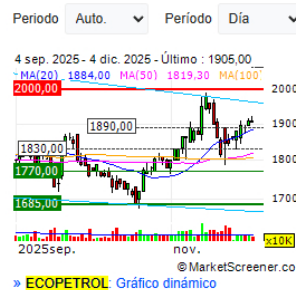 Periodo Auto. Período Día
4 sep. 2025 - 4 dic. 2025 - Último : 1905,00
MA(20) 1884,00 MA(50) 1819.30 MA(100)
2000,00 2000
1890,00 1900
1830,00 1800
1770,00
1685,00 1700
x10K
2025sep. nov.
©MarketScreener.co
» ECOPETROL: Gráfico dinámico